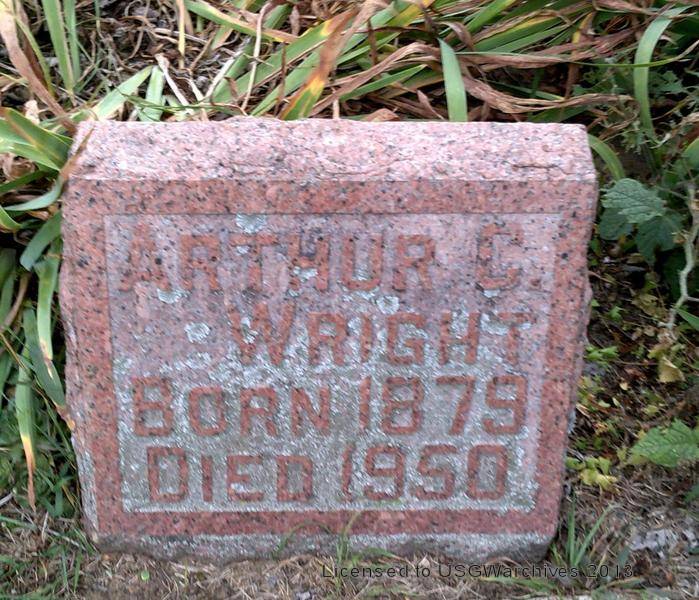 ARTHUR C.
WRIGHT
BORN 1879
DIED 1950
Licensed to USGWarchives 2013